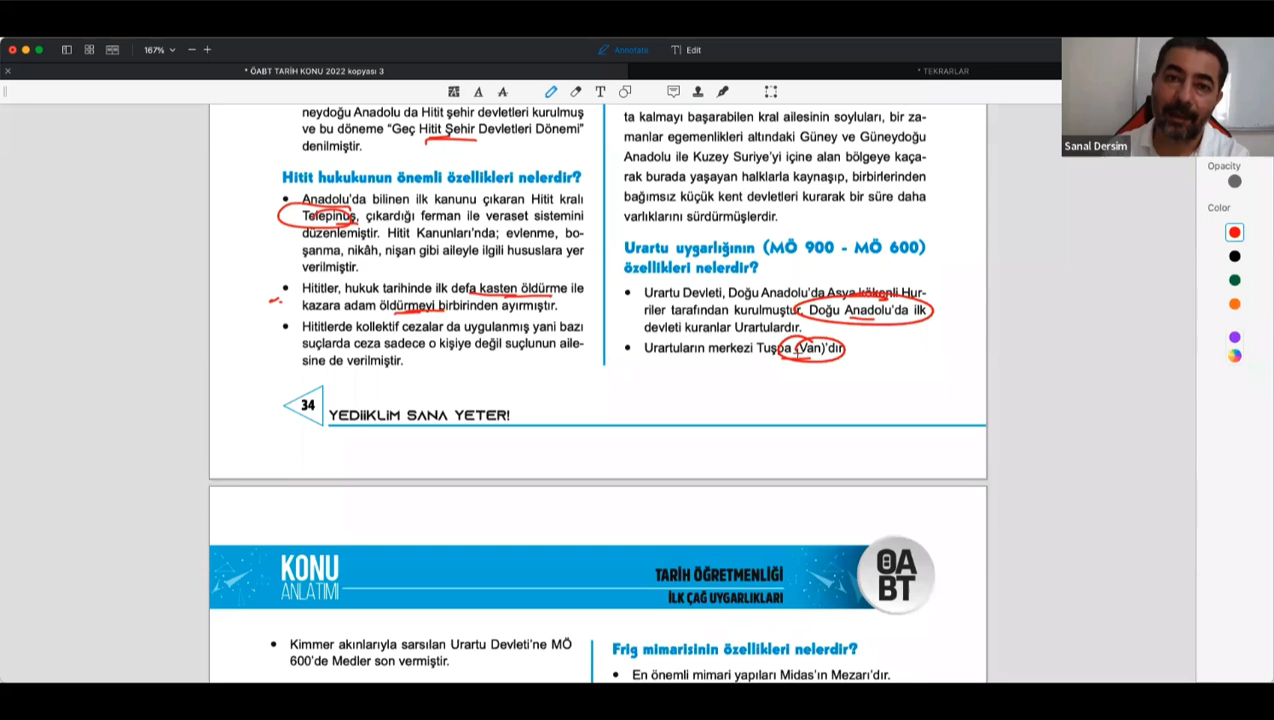 167%
Annotate
Edit
* ÖABT TARİH KONU 2022 kopyası 3
* TEKRARLAR
Sanal Dersim
Opacity
Color
neydoğu Anadolu da Hitit şehir devletleri kurulmuş
ve bu döneme “Geç Hitit Şehir Devletleri Dönemi”
denilmiştir.
Hitit hukukunun önemli özellikleri nelerdir?
• Anadolu’da bilinen ilk kanunu çıkaran Hitit kralı
Telepinuş, çıkardığı ferman ile veraset sistemini
düzenlemiştir. Hitit Kanunları’nda; evlenme, bo-
şanma, nikâh, nişan gibi aileyle ilgili hususlara yer
verilmiştir.
• Hititler, hukuk tarihinde ilk defa kasten öldürme ile
kazara adam öldürmeyi birbirinden ayırmıştır.
• Hititlerde kollektif cezalar da uygulanmış yani bazı
suçlarda ceza sadece o kişiye değil suçlunun aile-
sine de verilmiştir.
ta kalmayı başarabilen kral ailesinin soyluları, bir za-
manlar egemenlikleri altındaki Güney ve Güneydoğu
Anadolu ile Kuzey Suriye’yi içine alan bölgeye kaça-
rak burada yaşayan halklarla kaynaşıp, birbirlerinden
bağımsız küçük kent devletleri kurarak bir süre daha
varlıklarını sürdürmüşlerdir.
Urartu uygarlığının (MÖ 900 - MÖ 600)
özellikleri nelerdir?
• Urartu Devleti, Doğu Anadolu’da Asya kökenli Hur-
riler tarafından kurulmuştur. Doğu Anadolu’da ilk
devleti kuranlar Urartulardır.
• Urartuların merkezi Tuşpa (Van)’dır
34
YEDİİKLİM SANA YETER!
KONU
ANLATIMI
TARİH ÖĞRETMENLİĞİ
İLK ÇAĞ UYGARLIKLARI
ÖA
BT
• Kimmer akınlarıyla sarsılan Urartu Devleti’ne MÖ
600’de Medler son vermiştir.
Frig mimarisinin özellikleri nelerdir?
• En önemli mimari yapıları Midas’ın Mezarı’dır.